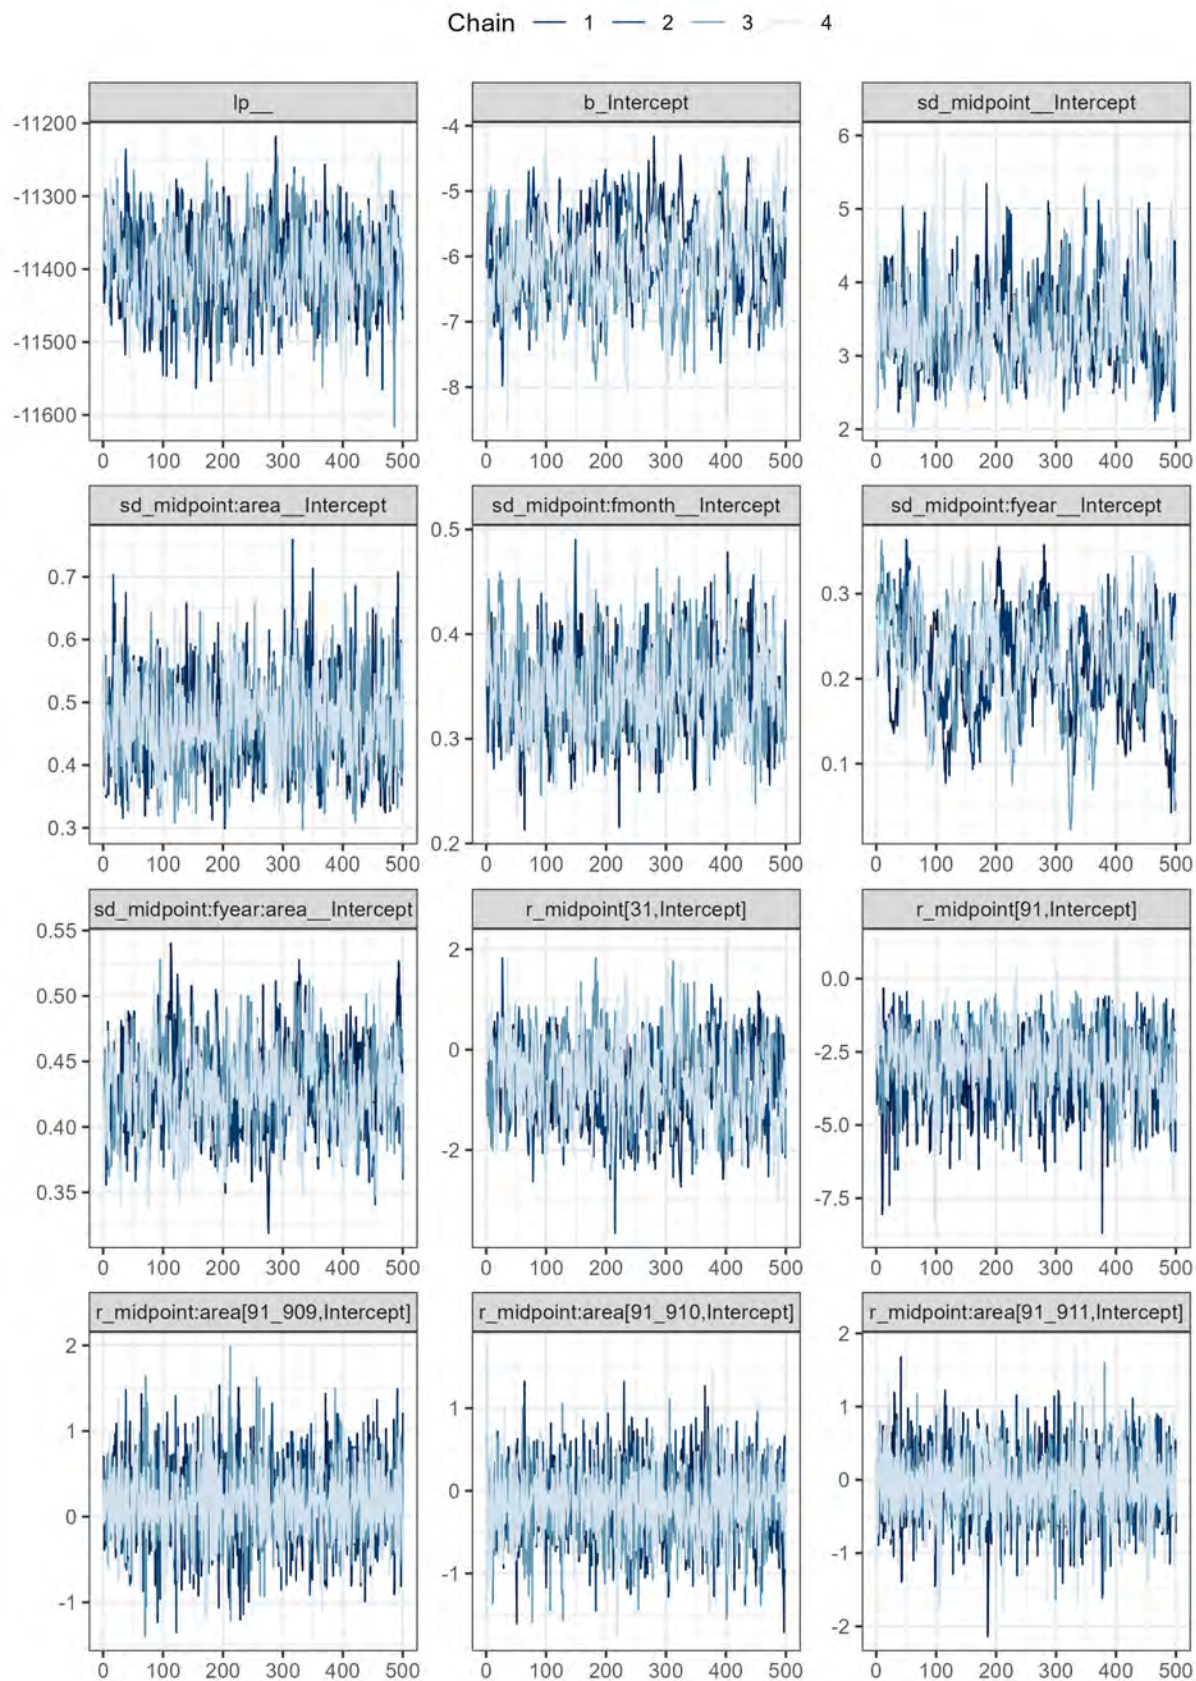 Chain 1 2 3 4
lp__ b_Intercept sd_midpoint__Intercept
-11200 -4 6
-11300 -5 5
-11400 -6 4
-11500 -7 3
-11600 -8 2
0 100 200 300 400 500 0 100 200 300 400 500 0 100 200 300 400 500
sd_midpoint:area__Intercept sd_midpoint:fmonth__Intercept sd_midpoint:fyear__Intercept
0.7 0.5 0.3
0.6 0.4 0.2
0.5 0.3 0.1
0.4 0.2
0.3
0 100 200 300 400 500 0 100 200 300 400 500 0 100 200 300 400 500
sd_midpoint:fyear:area__Intercept r_midpoint[31,Intercept] r_midpoint[91,Intercept]
0.55 2 0.0
0.50 0 -2.5
0.45 -2 -5.0
0.40 -7.5
0.35
0 100 200 300 400 500 0 100 200 300 400 500 0 100 200 300 400 500
r_midpoint:area[91_909,Intercept] r_midpoint:area[91_910,Intercept] r_midpoint:area[91_911,Intercept]
2 1 2
1 0 1
0 -1 0
-1 -1
-2
0 100 200 300 400 500 0 100 200 300 400 500 0 100 200 300 400 500